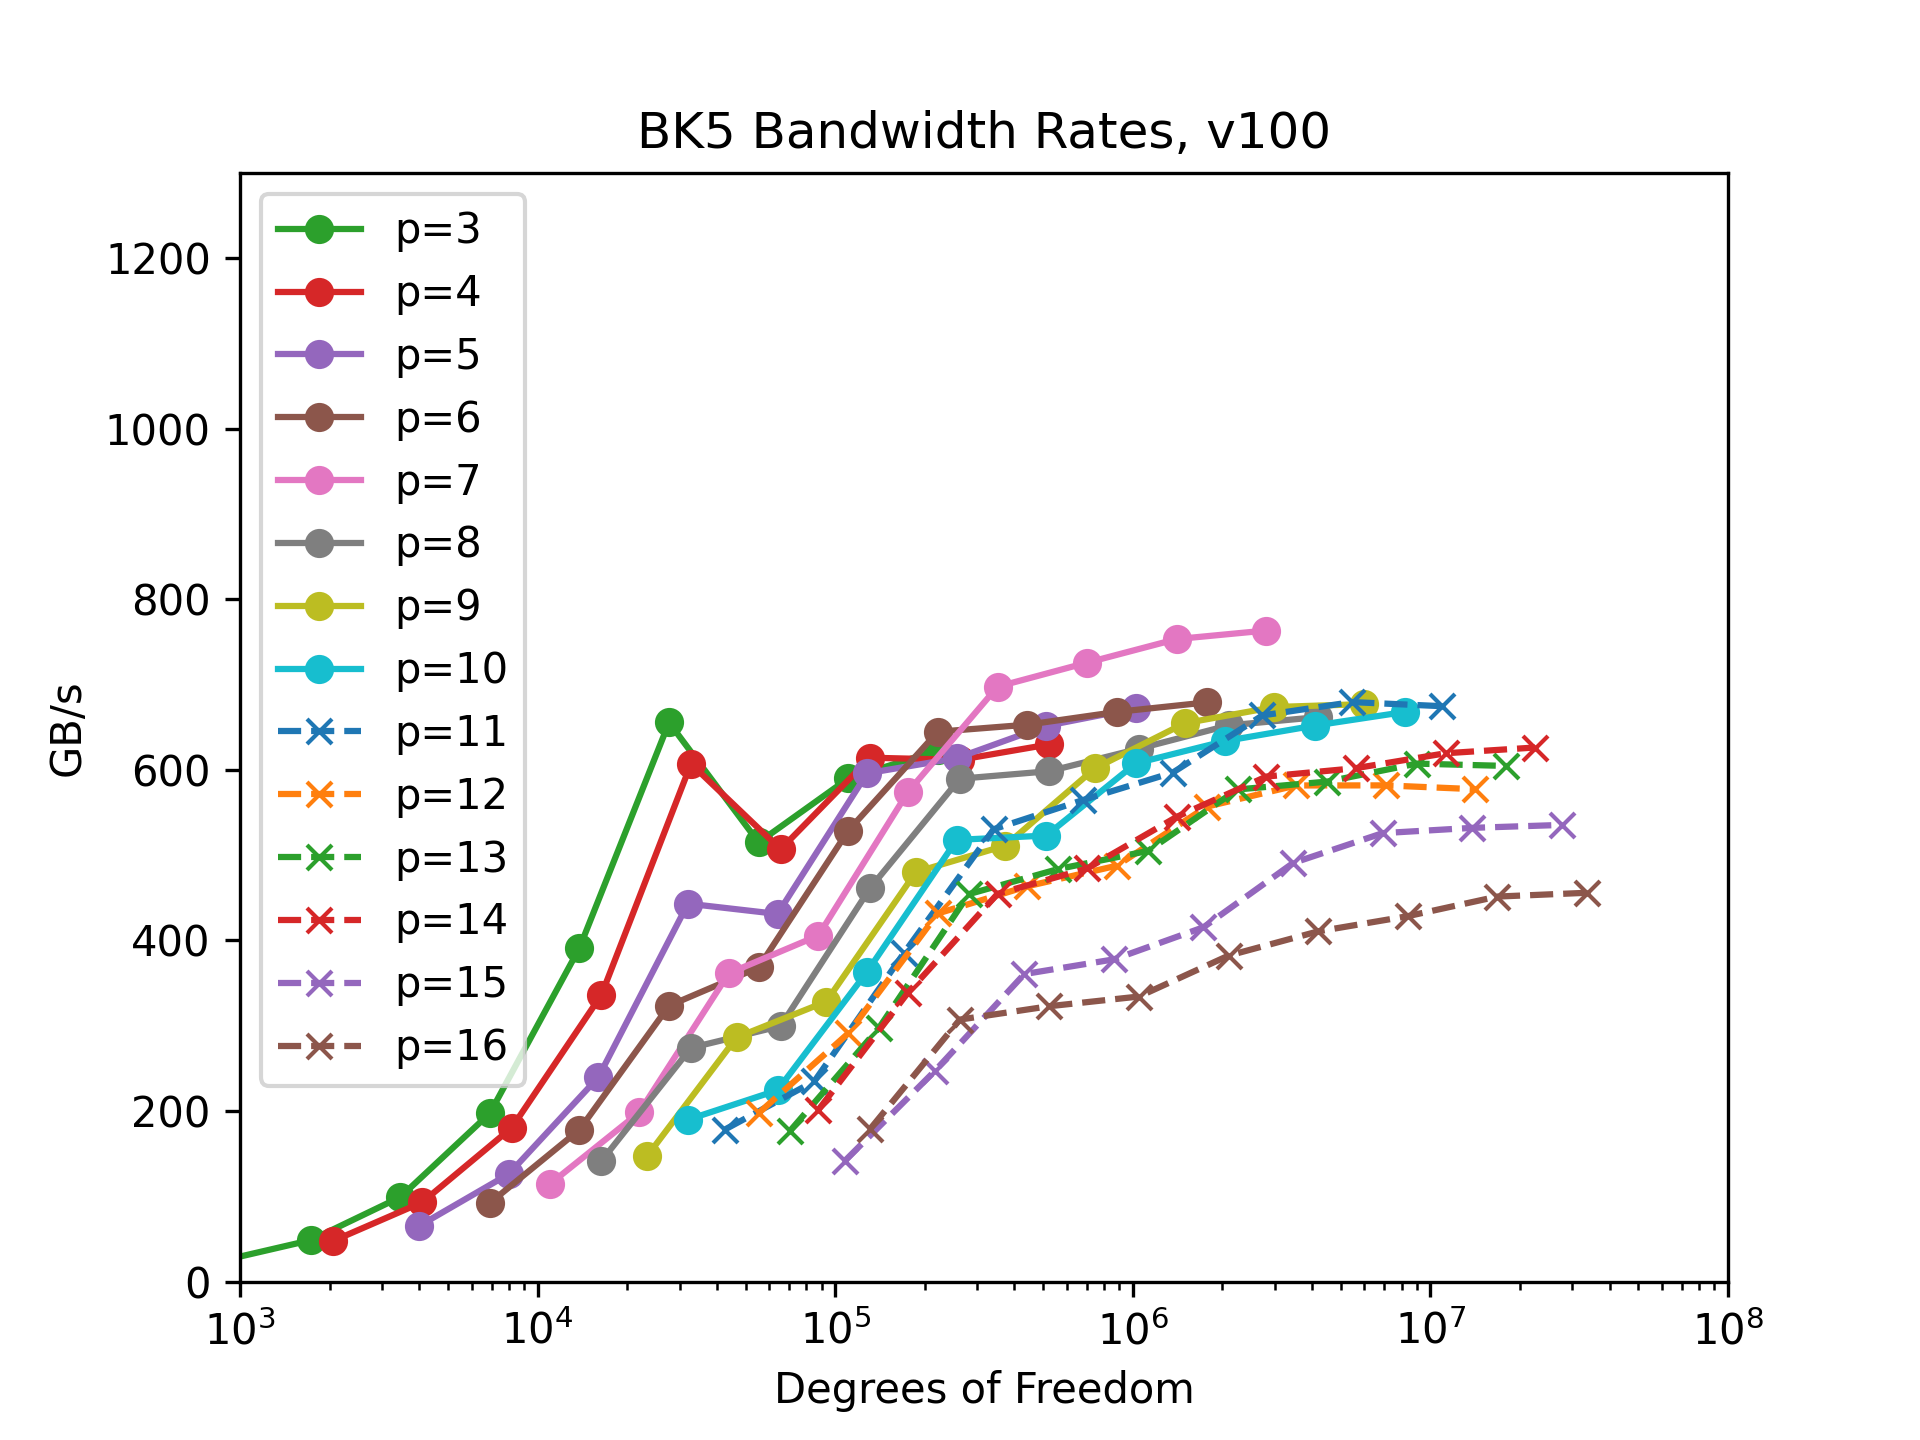 BK5 Bandwidth Rates, v100
p=3
p=4
p=5
p=6
p=7
p=8
p=9
p=10
p=11
p=12
p=13
p=14
p=15
p=16
1200
1000
800
600
400
200
0
GB/s
10³ 10⁴ 10⁵ 10⁶ 10⁷ 10⁸
Degrees of Freedom